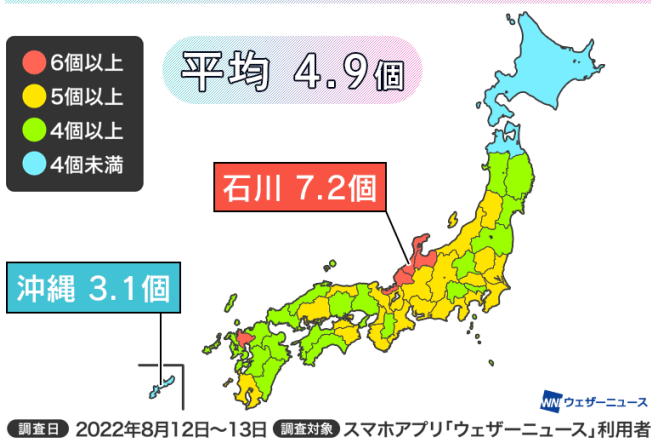 平均 4.9個
6個以上
5個以上
4個以上
4個未満
石川 7.2個
沖縄 3.1個
WNI ウェザーニュース
調査日 2022年8月12日〜13日 調査対象 スマホアプリ「ウェザーニュース」利用者